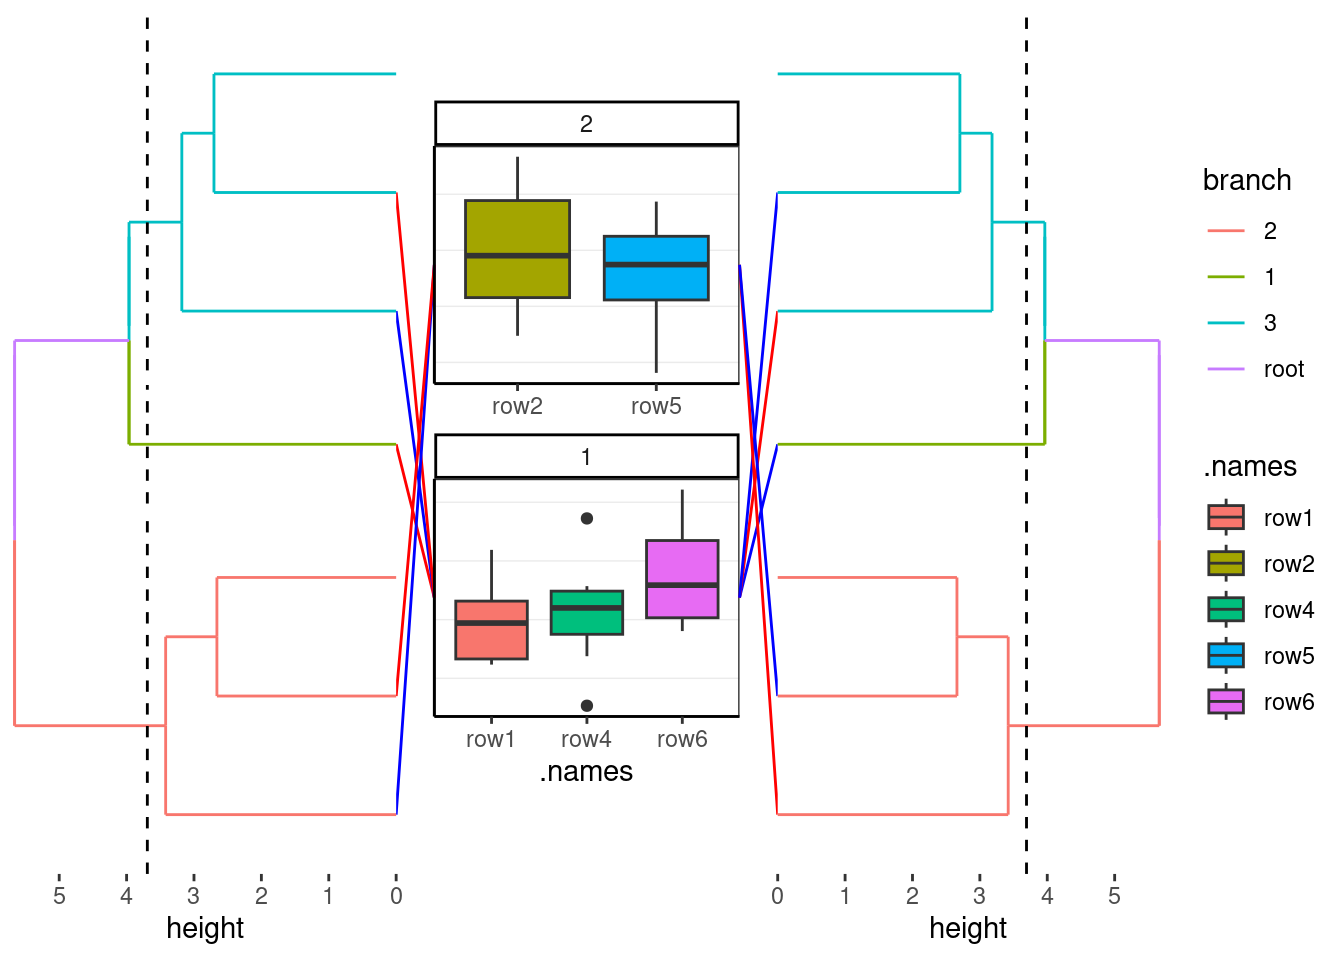 2
row2 row5
1
row1 row4 row6
.names
5 4 3 2 1 0
height
0 1 2 3 4 5
height
branch
2
1
3
root
.names
row1
row2
row4
row5
row6